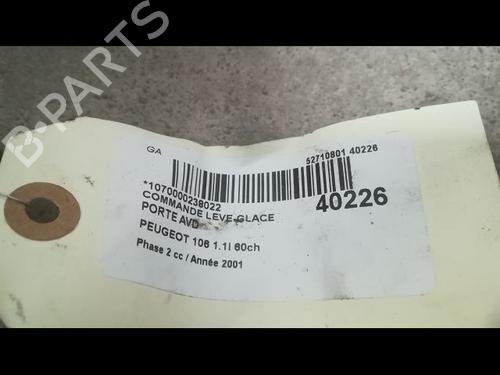 B-PARTS
GA
52710801 40226
*1070000238022
COMMANDE LEVE-GLACE
PORTE AVD
40226
PEUGEOT 106 1.1I 60ch
Phase 2 cc / Année 2001